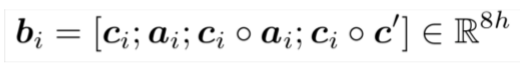 b_i = [c_i; a_i; c_i ∘ a_i; c_i ∘ c′] ∈ ℝ^{8h}